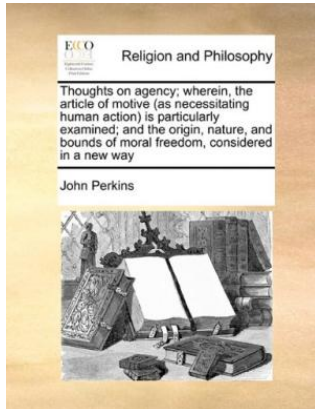 ECCO
Religion and Philosophy
Thoughts on agency; wherein, the
article of motive (as necessitating
human action) is particularly
examined; and the origin, nature, and
bounds of moral freedom, considered
in a new way
John Perkins